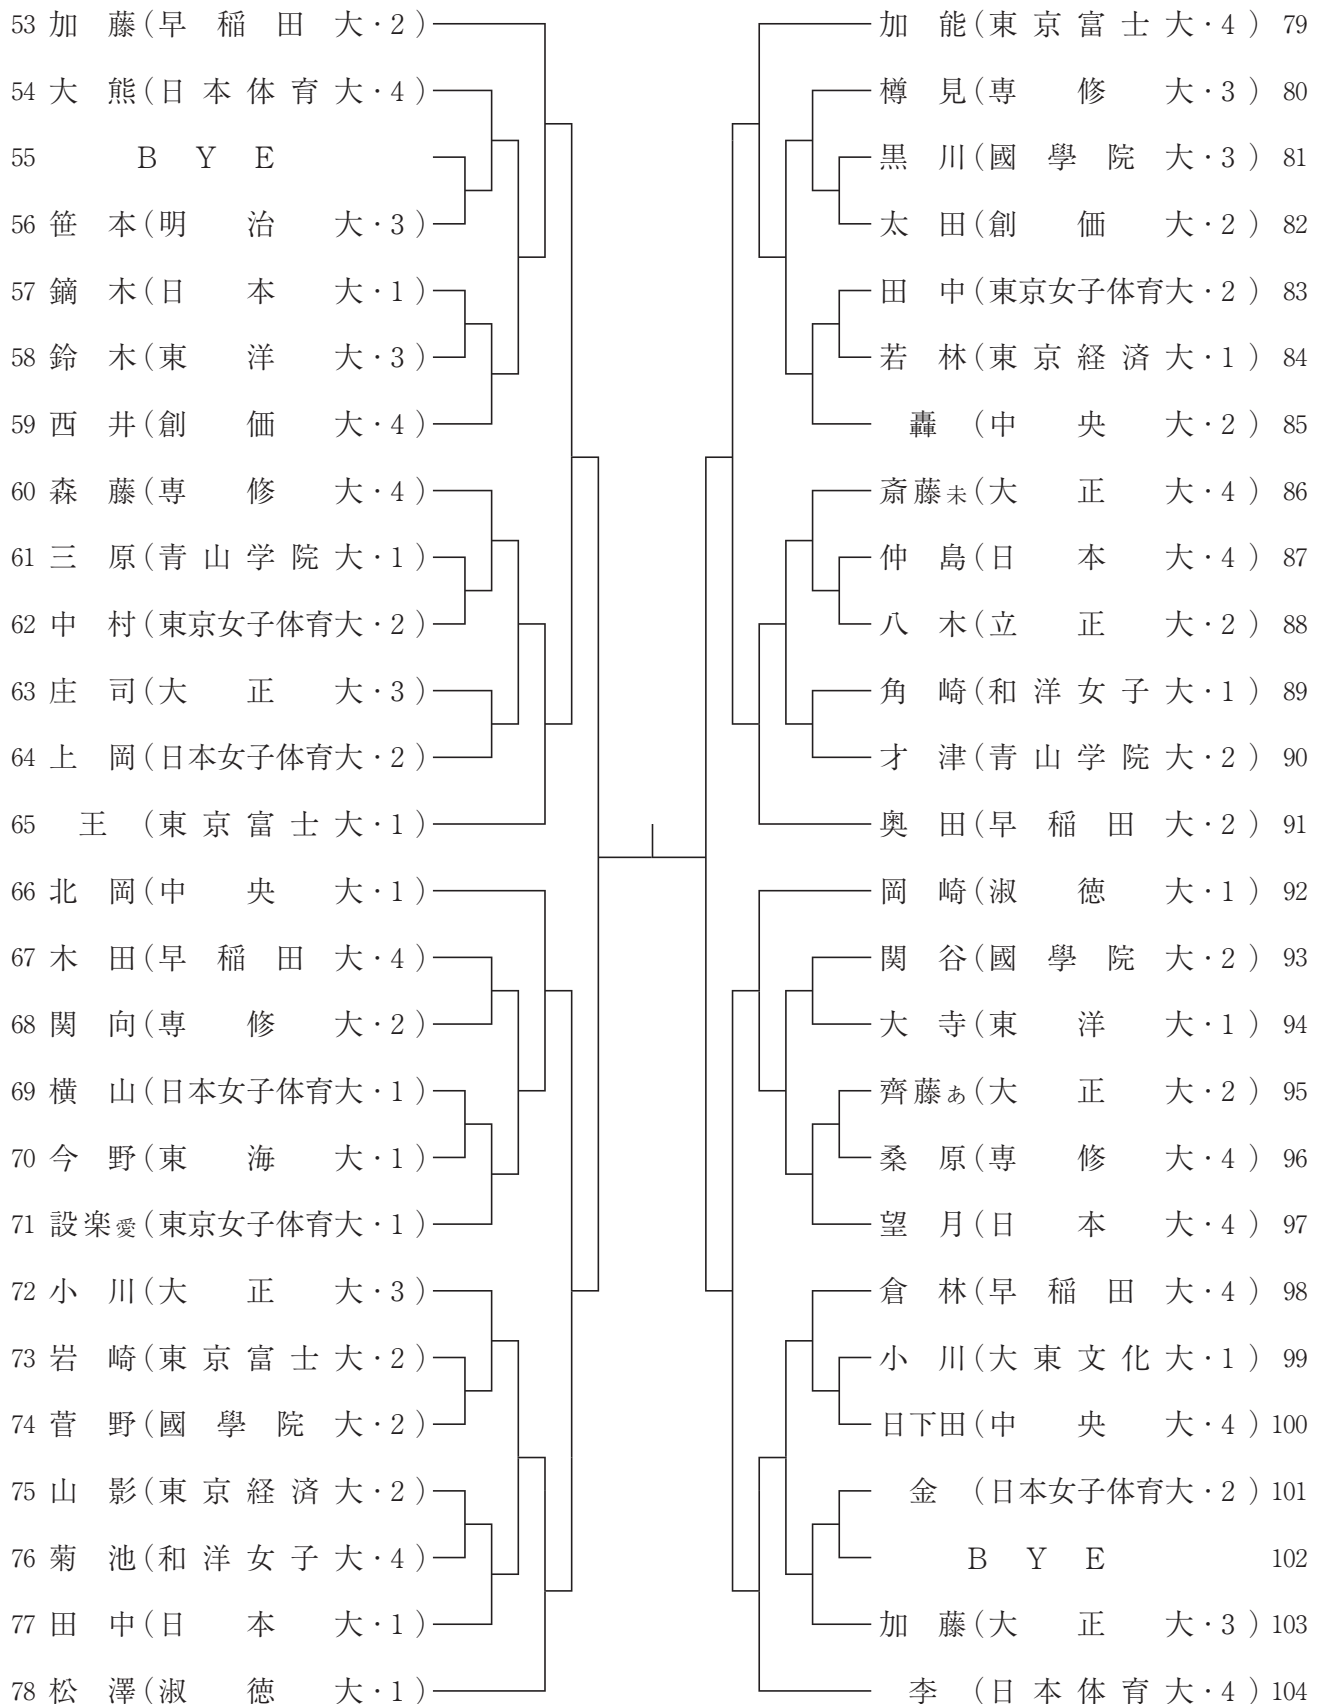 53 加藤(早稲田大・2)
54 大熊(日本体育大・4)
55 BYE
56 笹本(明治大・3)
57 鏑木(日本大・1)
58 鈴木(東洋大・3)
59 西井(創価大・4)
60 森藤(専修大・4)
61 三原(青山学院大・1)
62 中村(東京女子体育大・2)
63 庄司(大正大・3)
64 上岡(日本女子体育大・2)
65 王(東京富士大・1)
66 北岡(中央大・1)
67 木田(早稲田大・4)
68 関向(専修大・2)
69 横山(日本女子体育大・1)
70 今野(東海大・1)
71 設楽愛(東京女子体育大・1)
72 小川(大正大・3)
73 岩崎(東京富士大・2)
74 菅野(國學院大・2)
75 山影(東京経済大・2)
76 菊池(和洋女子大・4)
77 田中(日本大・1)
78 松澤(淑徳大・1)
加能(東京富士大・4) 79
樽見(専修大・3) 80
黒川(國學院大・3) 81
太田(創価大・2) 82
田中(東京女子体育大・2) 83
若林(東京経済大・1) 84
轟(中央大・2) 85
斎藤未(大正大・4) 86
仲島(日本大・4) 87
八木(立正大・2) 88
角崎(和洋女子大・1) 89
才津(青山学院大・2) 90
奥田(早稲田大・2) 91
岡崎(淑徳大・1) 92
関谷(國學院大・2) 93
大寺(東洋大・1) 94
齊藤あ(大正大・2) 95
桑原(専修大・4) 96
望月(日本大・4) 97
倉林(早稲田大・4) 98
小川(大東文化大・1) 99
日下田(中央大・4) 100
金(日本女子体育大・2) 101
BYE 102
加藤(大正大・3) 103
李(日本体育大・4) 104